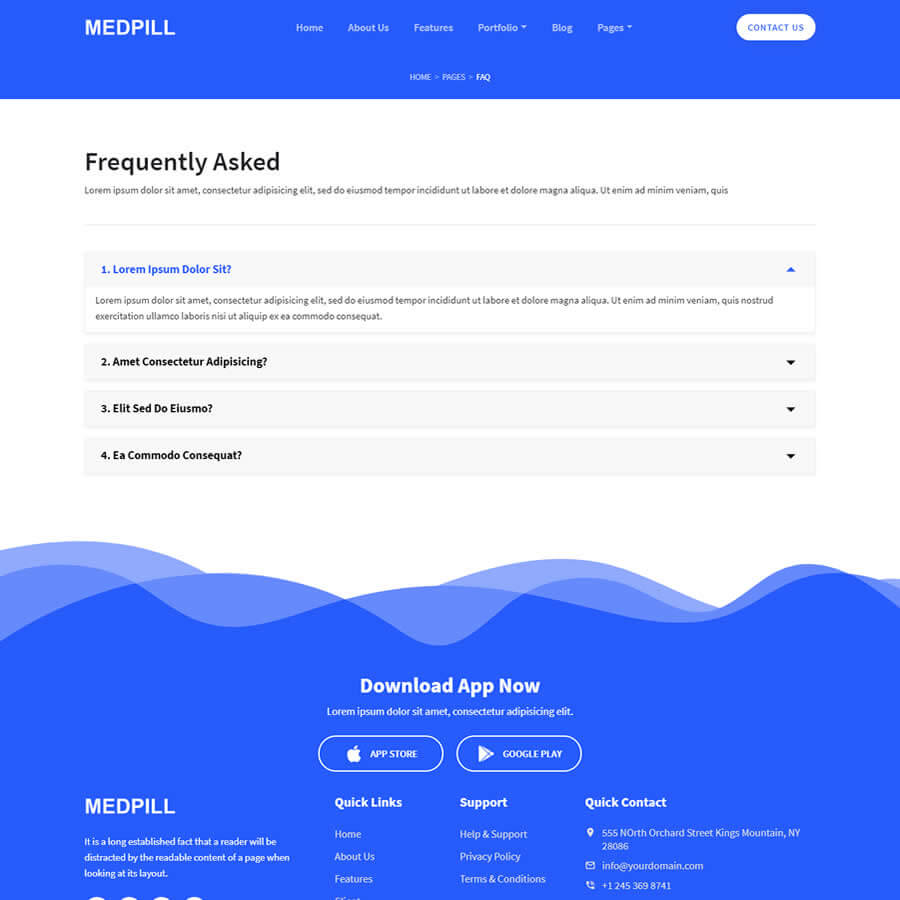 MEDPILL
Home About Us Features Portfolio Blog Pages
CONTACT US
HOME > PAGES > FAQ
Frequently Asked
Lorem ipsum dolor sit amet, consectetur adipisicing elit, sed do eiusmod tempor incididunt ut labore et dolore magna aliqua. Ut enim ad minim veniam, quis
1. Lorem Ipsum Dolor Sit?
Lorem ipsum dolor sit amet, consectetur adipisicing elit, sed do eiusmod tempor incididunt ut labore et dolore magna aliqua. Ut enim ad minim veniam, quis nostrud
exercitation ullamco laboris nisi ut aliquip ex ea commodo consequat.
2. Amet Consectetur Adipisicing?
3. Elit Sed Do Eiusmo?
4. Ea Commodo Consequat?
Download App Now
Lorem ipsum dolor sit amet, consectetur adipisicing elit.
APP STORE
GOOGLE PLAY
MEDPILL
It is a long established fact that a reader will be
distracted by the readable content of a page when
looking at its layout.
Quick Links
Home
About Us
Features
Support
Help & Support
Privacy Policy
Terms & Conditions
Quick Contact
555 NOrth Orchard Street Kings Mountain, NY
28086
info@yourdomain.com
+1 245 369 8741